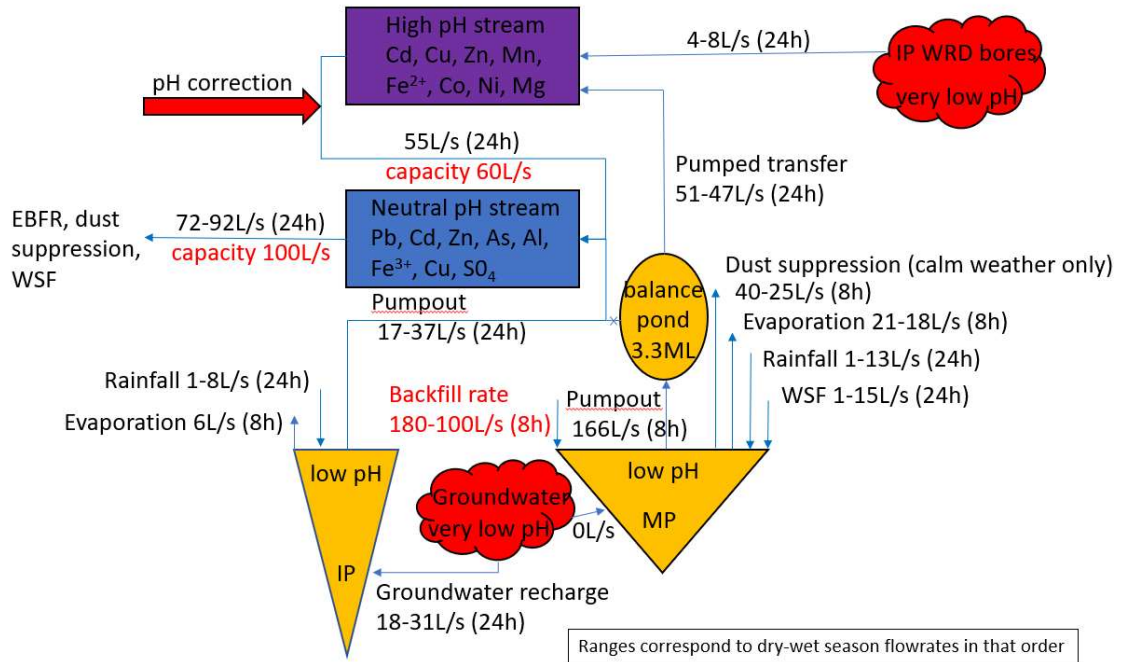 High pH stream
Cd, Cu, Zn, Mn,
Fe²⁺, Co, Ni, Mg
4-8L/s (24h)
IP WRD bores
very low pH
pH correction
55L/s (24h)
capacity 60L/s
Pumped transfer
51-47L/s (24h)
Neutral pH stream
Pb, Cd, Zn, As, Al,
Fe³⁺, Cu, S0₄
EBFR, dust
suppression,
WSF
72-92L/s (24h)
capacity 100L/s
Pumpout
17-37L/s (24h)
balance
pond
3.3ML
Dust suppression (calm weather only)
40-25L/s (8h)
Evaporation 21-18L/s (8h)
Rainfall 1-13L/s (24h)
WSF 1-15L/s (24h)
Rainfall 1-8L/s (24h)
Evaporation 6L/s (8h)
Backfill rate
180-100L/s (8h)
Pumpout
166L/s (8h)
low pH
IP
Groundwater
very low pH
0L/s
low pH
MP
Groundwater recharge
18-31L/s (24h)
Ranges correspond to dry-wet season flowrates in that order